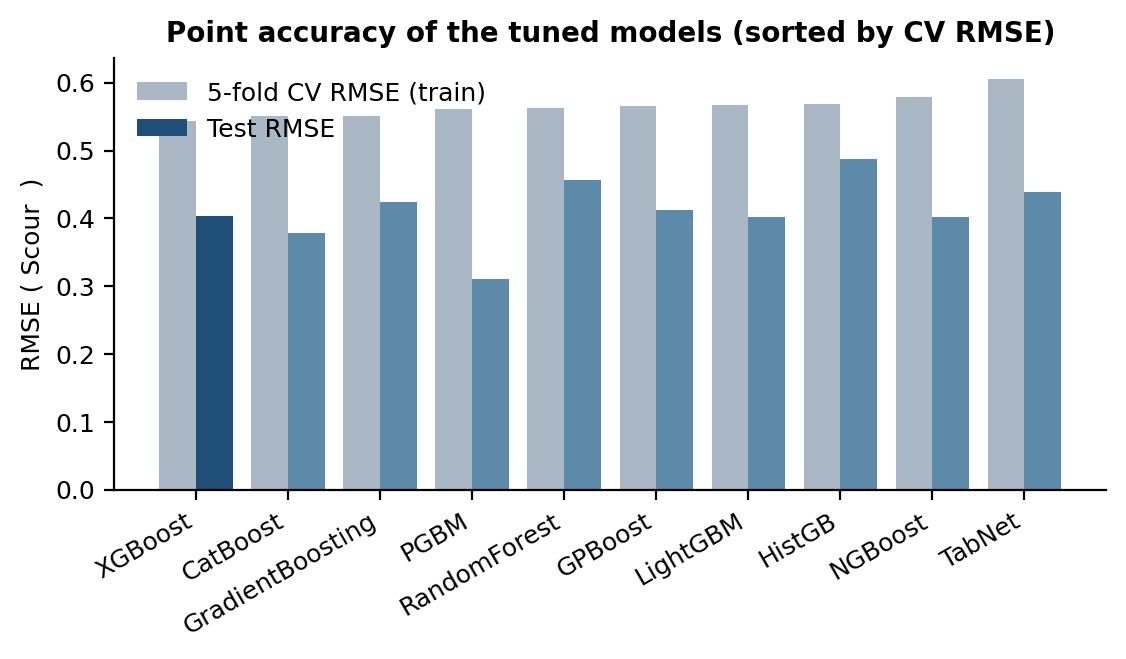 Point accuracy of the tuned models (sorted by CV RMSE)
5-fold CV RMSE (train)
Test RMSE
RMSE ( Scour )
0.6
0.5
0.4
0.3
0.2
0.1
0.0
XGBoost
CatBoost
GradientBoosting
PGBM
RandomForest
GPBoost
LightGBM
HistGB
NGBoost
TabNet